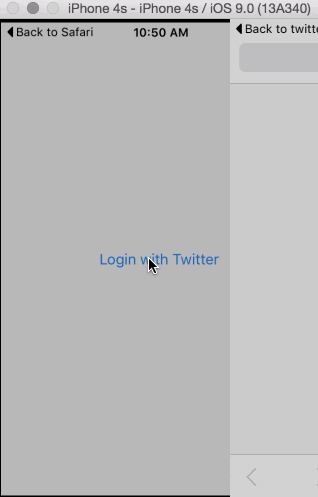 iPhone 4s - iPhone 4s / iOS 9.0 (13A340)
Back to Safari
10:50 AM
Back to twitt
Login with Twitter